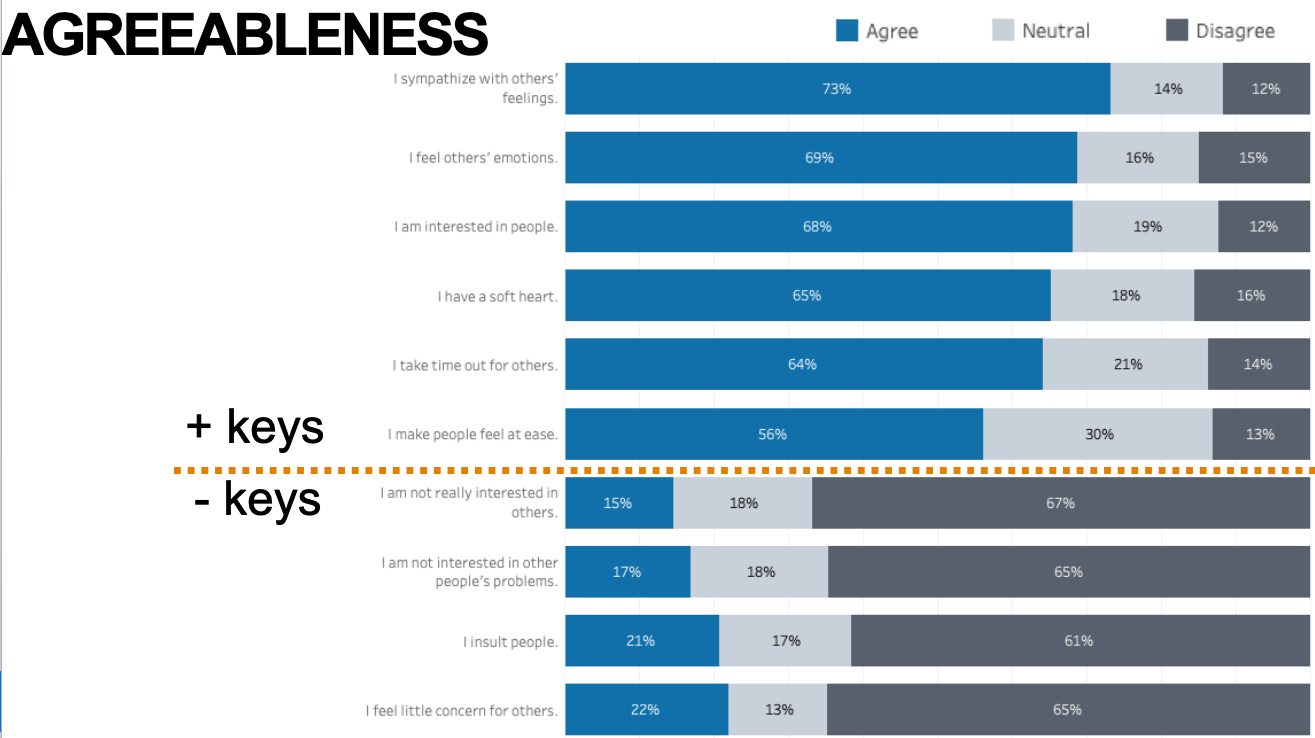 AGREEABLENESS
Agree Neutral Disagree
I sympathize with others’
feelings.
73% 14% 12%
I feel others’ emotions. 69% 16% 15%
I am interested in people. 68% 19% 12%
I have a soft heart. 65% 18% 16%
I take time out for others. 64% 21% 14%
+ keys
I make people feel at ease. 56% 30% 13%
- keys
I am not really interested in
others.
15% 18% 67%
I am not interested in other
people’s problems.
17% 18% 65%
I insult people. 21% 17% 61%
I feel little concern for others. 22% 13% 65%